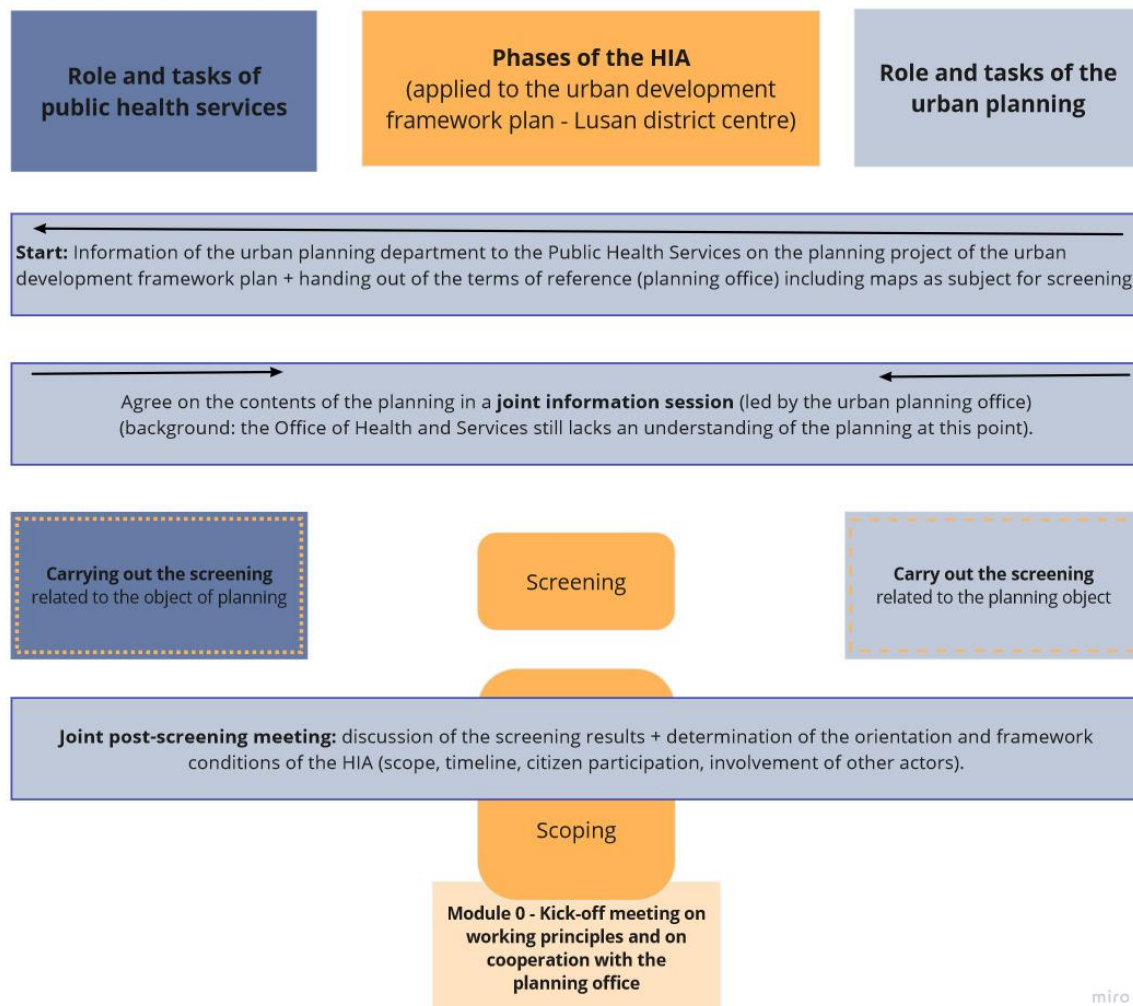 Role and tasks of
public health services
Phases of the HIA
(applied to the urban development
framework plan - Lusan district centre)
Role and tasks of the
urban planning
Start: Information of the urban planning department to the Public Health Services on the planning project of the urban
development framework plan + handing out of the terms of reference (planning office) including maps as subject for screening
Agree on the contents of the planning in a joint information session (led by the urban planning office)
(background: the Office of Health and Services still lacks an understanding of the planning at this point).
Carrying out the screening
related to the object of planning
Screening
Carry out the screening
related to the planning object
Joint post-screening meeting: discussion of the screening results + determination of the orientation and framework
conditions of the HIA (scope, timeline, citizen participation, involvement of other actors).
Scoping
Module 0 - Kick-off meeting on
working principles and on
cooperation with the
planning office
miro